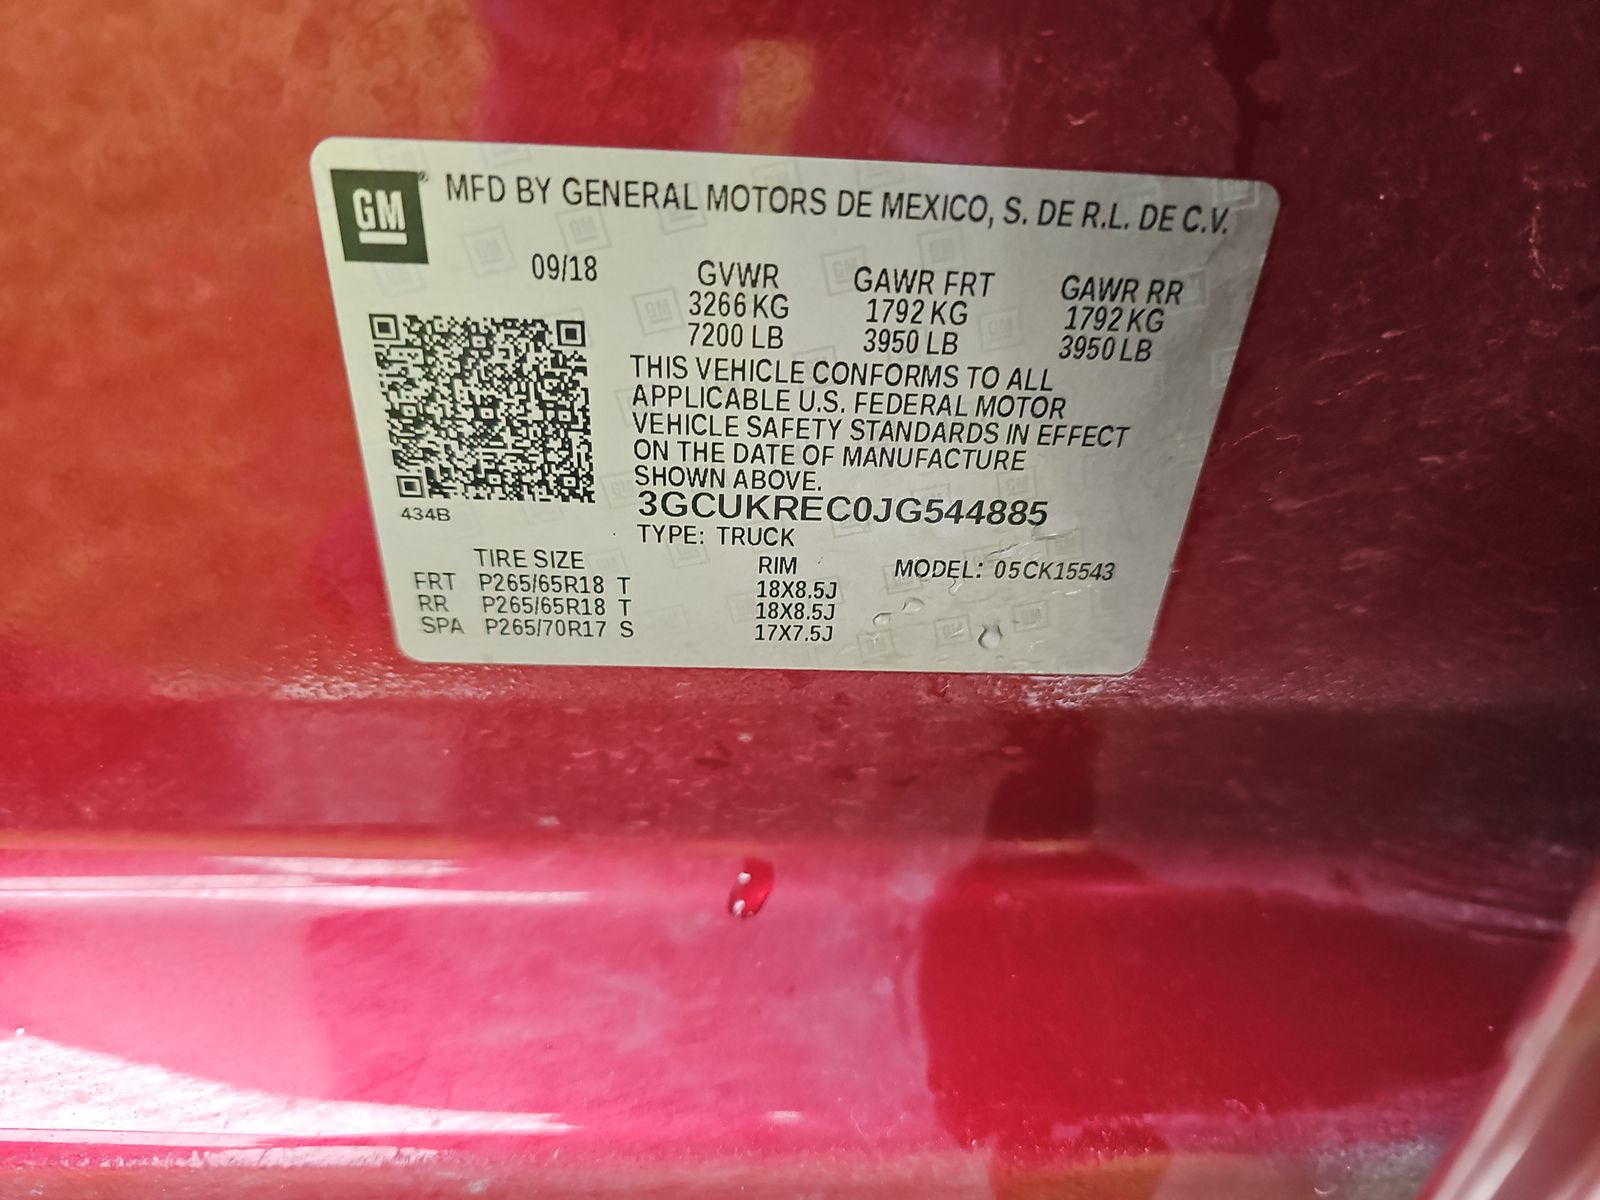 GM® MFD BY GENERAL MOTORS DE MEXICO, S. DE R.L. DE C.V.
09/18 GVWR GAWR FRT GAWR RR
3266 KG 1792 KG 1792 KG
7200 LB 3950 LB 3950 LB
THIS VEHICLE CONFORMS TO ALL
APPLICABLE U.S. FEDERAL MOTOR
VEHICLE SAFETY STANDARDS IN EFFECT
ON THE DATE OF MANUFACTURE
SHOWN ABOVE.
3GCUKREC0JG544885
434B
TYPE: TRUCK
TIRE SIZE RIM MODEL: 05CK15543
FRT P265/65R18 T 18X8.5J
RR P265/65R18 T 18X8.5J
SPA P265/70R17 S 17X7.5J